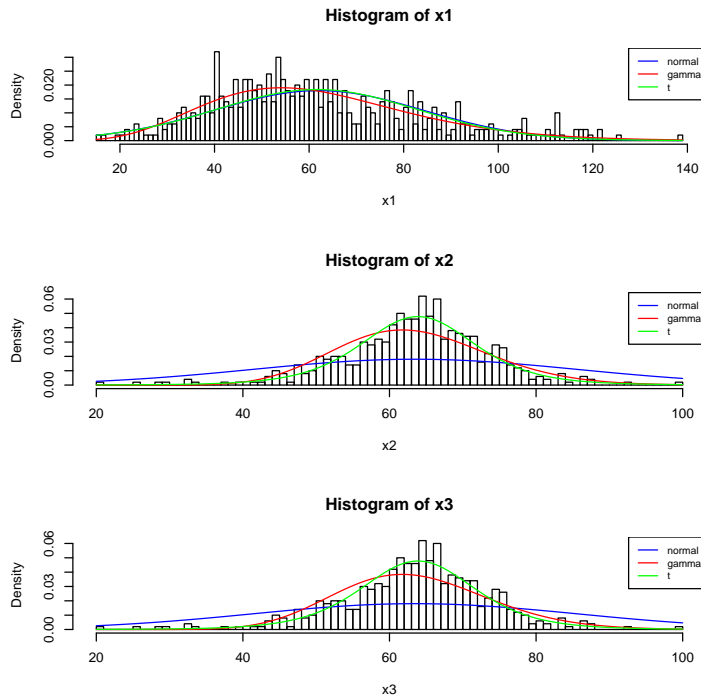 Histogram of x1
Density
0.000 0.020
normal
gamma
t
20 40 60 80 100 120 140
x1
Histogram of x2
Density
0.00 0.03 0.06
normal
gamma
t
20 40 60 80 100
x2
Histogram of x3
Density
0.00 0.03 0.06
normal
gamma
t
20 40 60 80 100
x3